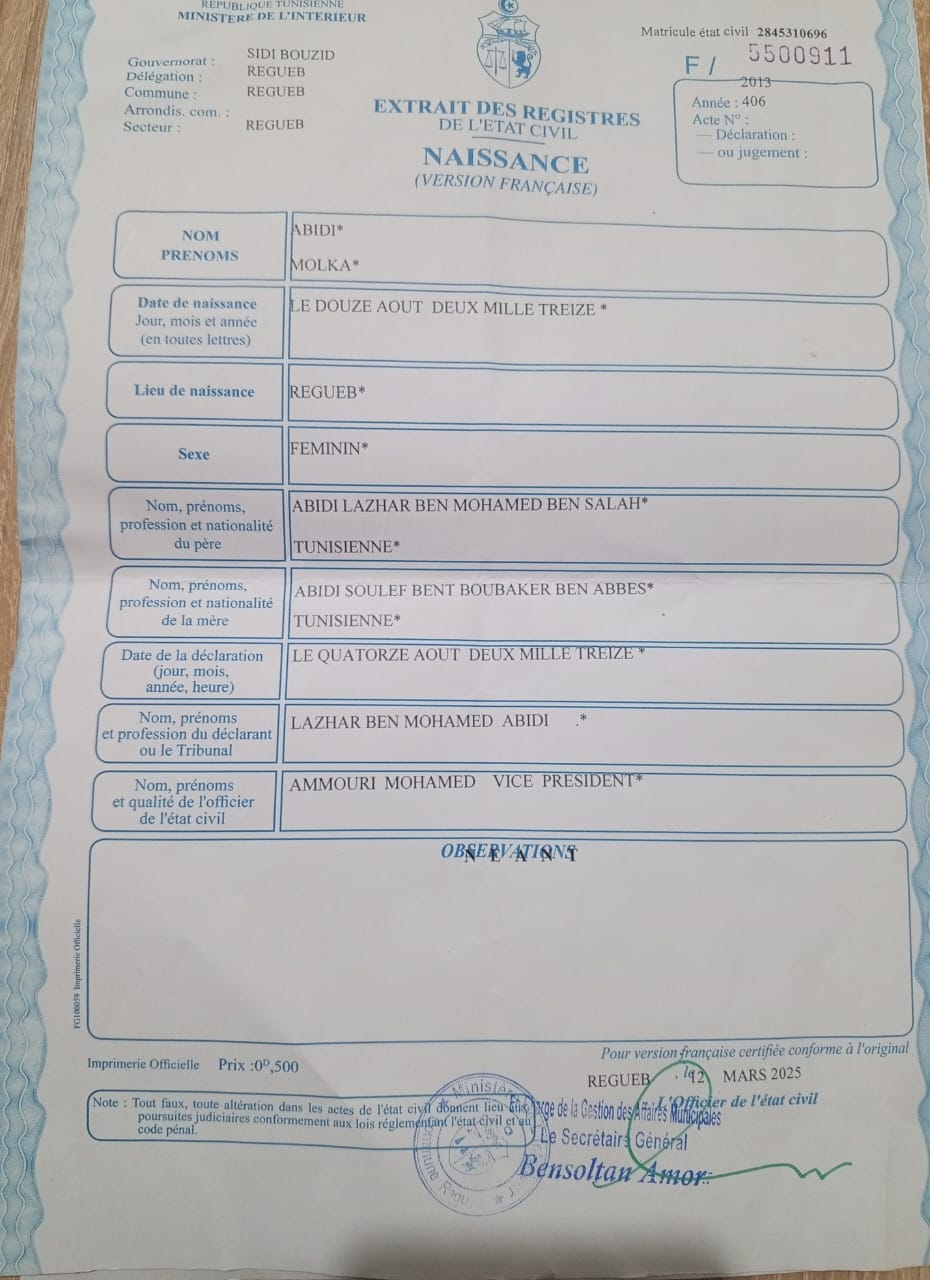 REPUBLIQUE TUNISIENNE
MINISTERE DE L'INTERIEUR
Matricule état civil 2845310696
F / 5500911
Gouvernorat : SIDI BOUZID
Délégation : REGUEB
Commune : REGUEB
Arrondis. com. :
Secteur : REGUEB
2013
Année : 406
Acte N° :
— Déclaration :
— ou jugement :
EXTRAIT DES REGISTRES
DE L'ETAT CIVIL
NAISSANCE
(VERSION FRANÇAISE)
NOM ABIDI*
PRENOMS MOLKA*
Date de naissance
Jour, mois et année
(en toutes lettres)
LE DOUZE AOUT DEUX MILLE TREIZE *
Lieu de naissance REGUEB*
Sexe FEMININ*
Nom, prénoms,
profession et nationalité
du père
ABIDI LAZHAR BEN MOHAMED BEN SALAH*
TUNISIENNE*
Nom, prénoms,
profession et nationalité
de la mère
ABIDI SOULEF BENT BOUBAKER BEN ABBES*
TUNISIENNE*
Date de la déclaration
(jour, mois,
année, heure)
LE QUATORZE AOUT DEUX MILLE TREIZE *
Nom, prénoms
et profession du déclarant
ou le Tribunal
LAZHAR BEN MOHAMED ABIDI .*
Nom, prénoms
et qualité de l'officier
de l'état civil
AMMOURI MOHAMED VICE PRESIDENT*
OBSERVATIONS
N E A N T
FG100059 Imprimerie Officielle
Imprimerie Officielle Prix :0D,500
Pour version française certifiée conforme à l'original
REGUEB 12 MARS 2025
L'Officier de l'état civil
Note : Tout faux, toute altération dans les actes de l'état civil donnent lieu aux
poursuites judiciaires conformement aux lois réglementant l'état civil et au
code pénal.
de la Gestion des Affaires Municipales
Le Secrétaire Général
Bensoltan Amor